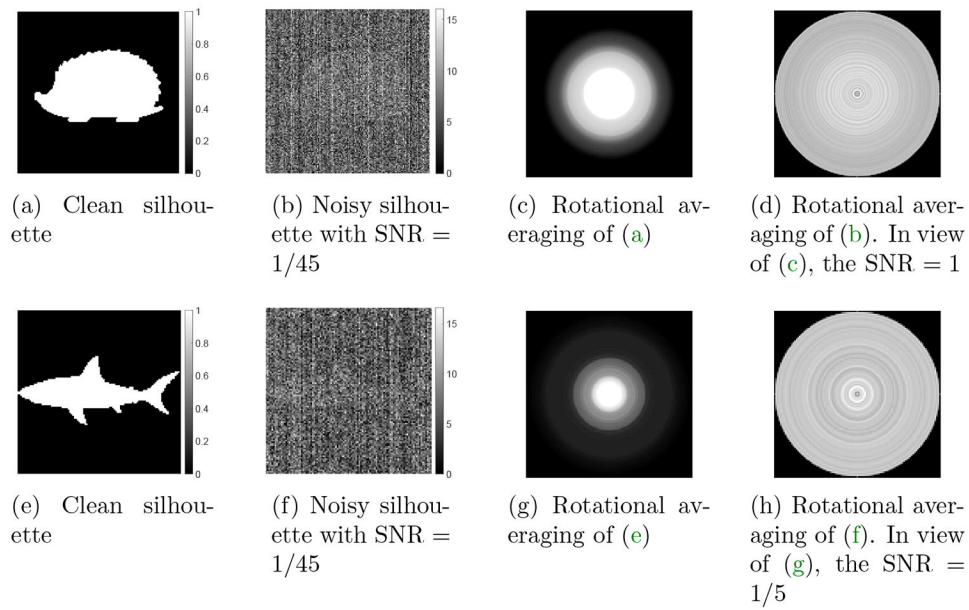 1
0.8
0.6
0.4
0.2
0
15
10
5
0
(a) Clean silhou-
ette
(b) Noisy silhou-
ette with SNR =
1/45
(c) Rotational av-
eraging of (a)
(d) Rotational aver-
aging of (b). In view
of (c), the SNR = 1
1
0.8
0.6
0.4
0.2
0
15
10
5
0
(e) Clean silhou-
ette
(f) Noisy silhou-
ette with SNR =
1/45
(g) Rotational av-
eraging of (e)
(h) Rotational aver-
aging of (f). In view
of (g), the SNR =
1/5